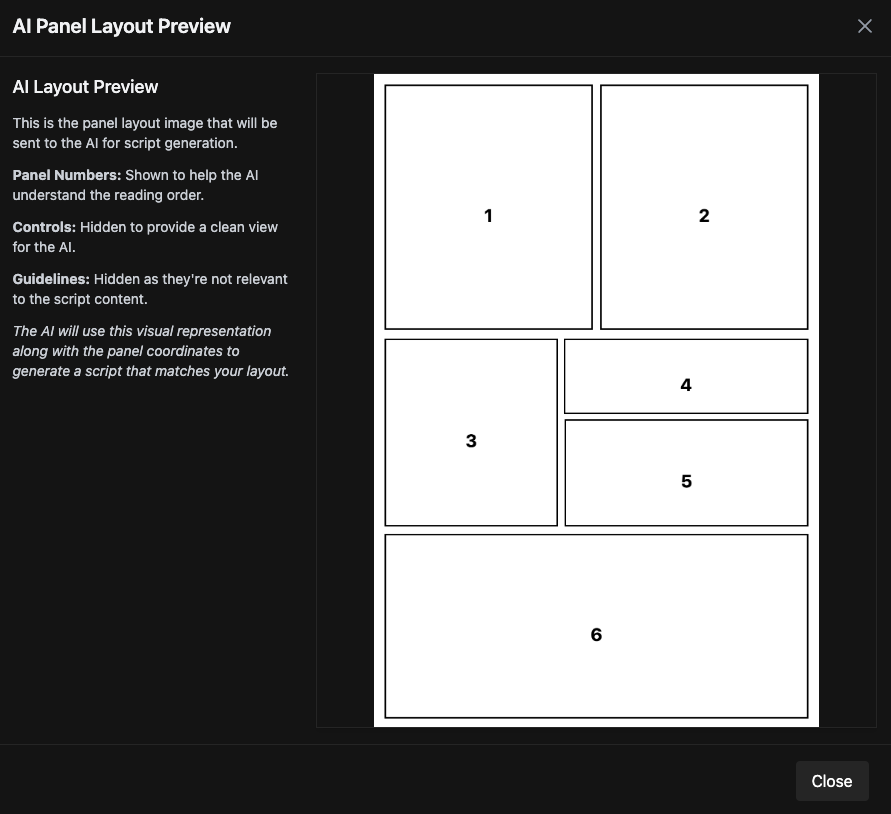 AI Panel Layout Preview
AI Layout Preview
This is the panel layout image that will be
sent to the AI for script generation.
Panel Numbers: Shown to help the AI
understand the reading order.
Controls: Hidden to provide a clean view
for the AI.
Guidelines: Hidden as they're not relevant
to the script content.
The AI will use this visual representation
along with the panel coordinates to
generate a script that matches your layout.
1
2
3
4
5
6
Close